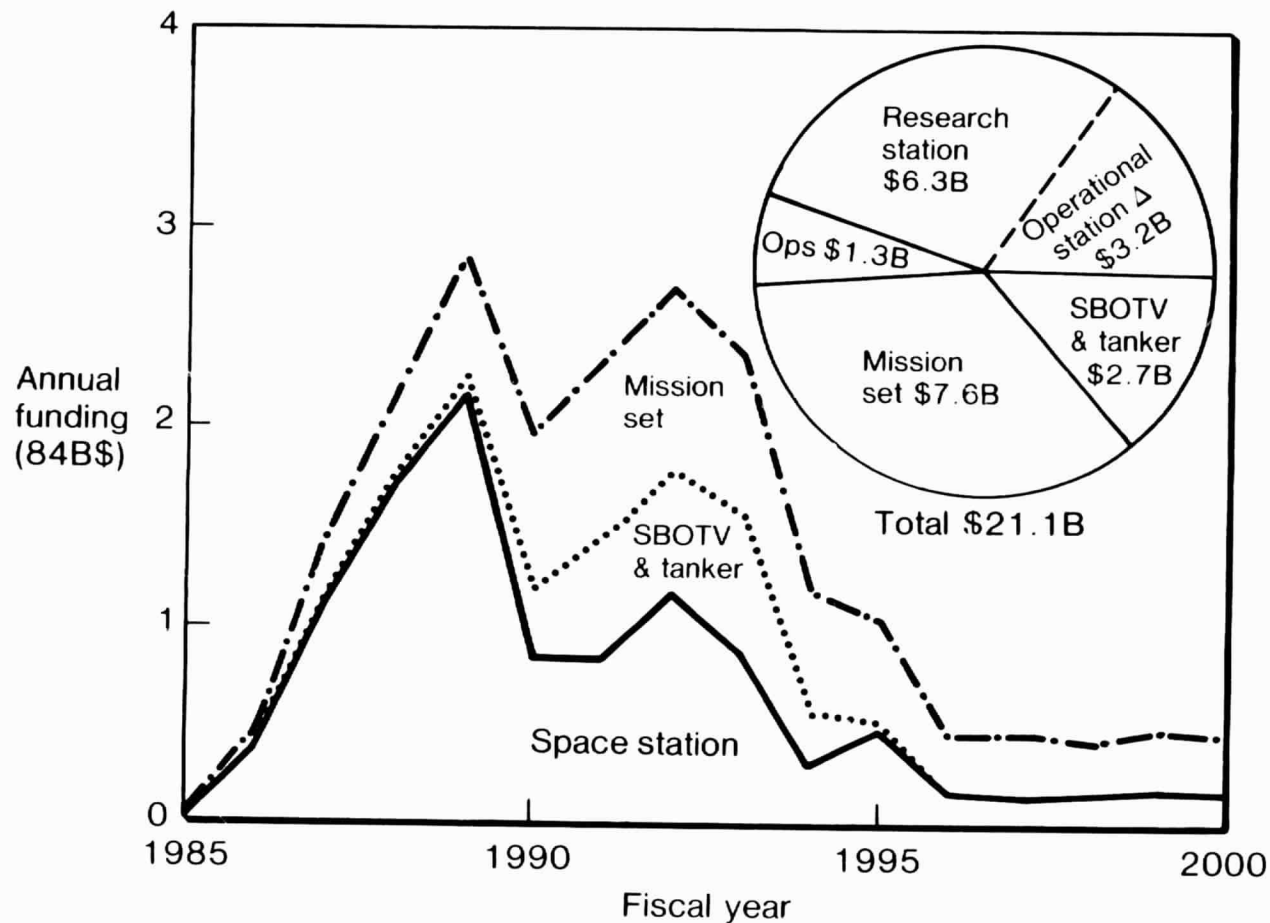 4
3
2
1
0
Annual
funding
(84B$)
1985
1990
1995
2000
Fiscal year
Mission
set
SBOTV
& tanker
Space station
Research
station
$6.3B
Operational
station Δ
$3.2B
Ops $1.3B
SBOTV
& tanker
$2.7B
Mission
set $7.6B
Total $21.1B